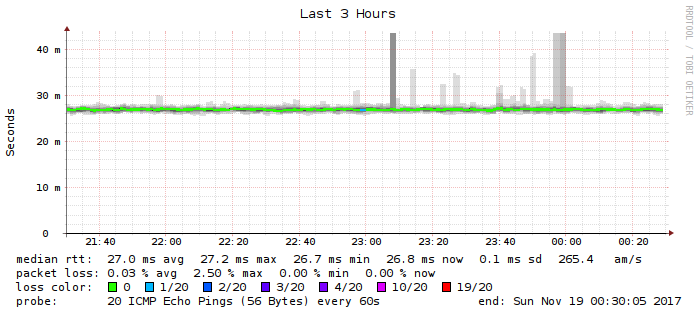 Last 3 Hours
RRDTOOL / TOBI OETIKER
Seconds
40 m
30 m
20 m
10 m
0
21:40 22:00 22:20 22:40 23:00 23:20 23:40 00:00 00:20
median rtt: 27.0 ms avg 27.2 ms max 26.7 ms min 26.8 ms now 0.1 ms sd 265.4 am/s
packet loss: 0.03 % avg 2.50 % max 0.00 % min 0.00 % now
loss color: 0 1/20 2/20 3/20 4/20 10/20 19/20
probe: 20 ICMP Echo Pings (56 Bytes) every 60s end: Sun Nov 19 00:30:05 2017